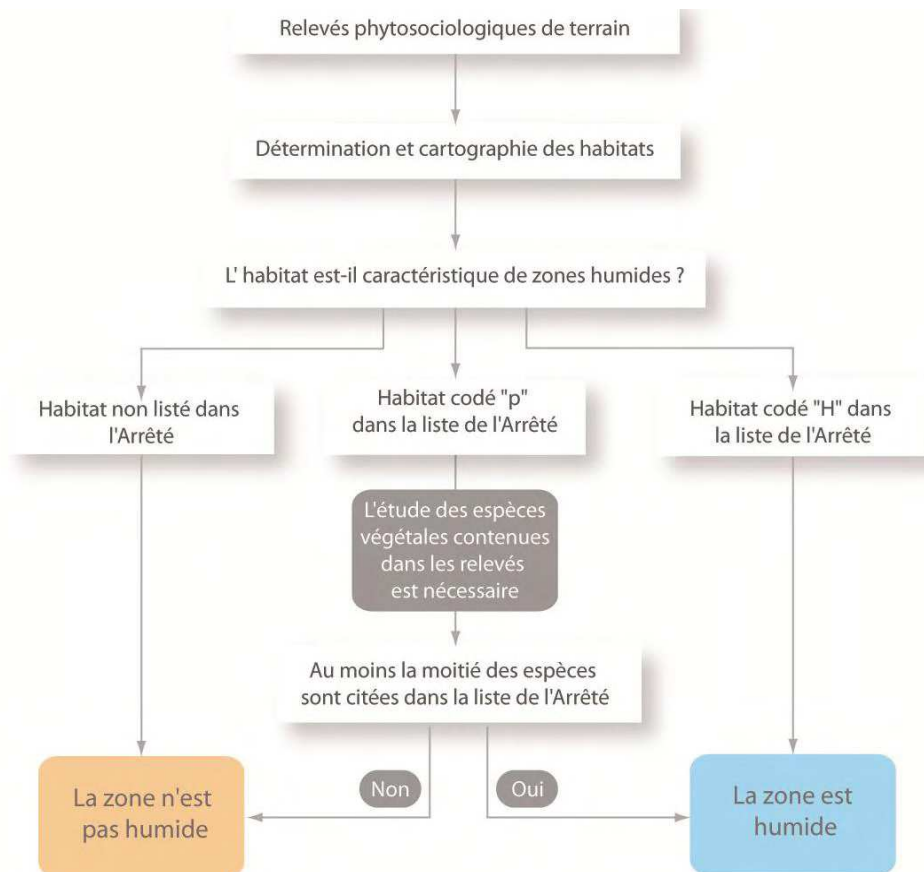 Relevés phytosociologiques de terrain
Détermination et cartographie des habitats
L' habitat est-il caractéristique de zones humides ?
Habitat non listé dans
l'Arrêté
Habitat codé "p"
dans la liste de l'Arrêté
Habitat codé "H" dans
la liste de l'Arrêté
L'étude des espèces
végétales contenues
dans les relevés
est nécessaire
Au moins la moitié des espèces
sont citées dans la liste de l'Arrêté
Non
Oui
La zone n'est
pas humide
La zone est
humide